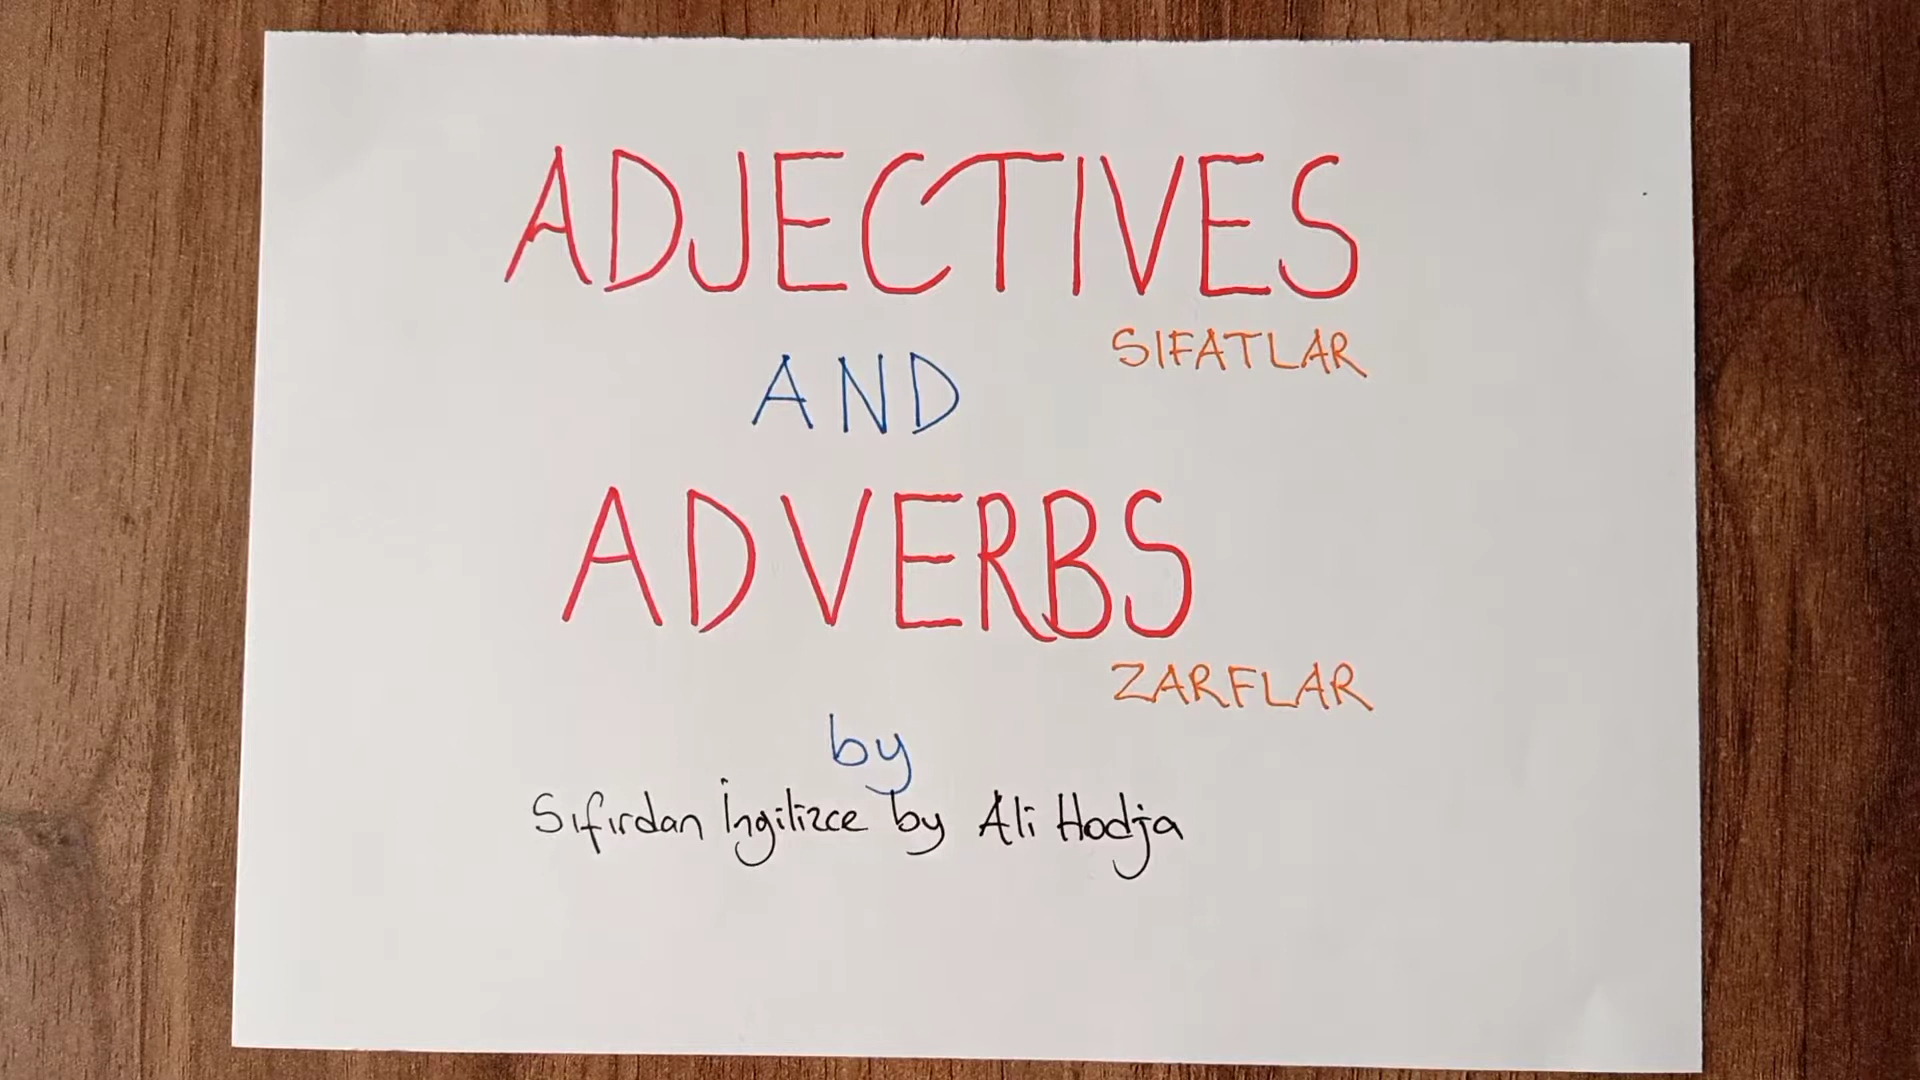 ADJECTIVES
SIFATLAR
AND
ADVERBS
ZARFLAR
by
Sıfırdan İngilizce by Ali Hodja